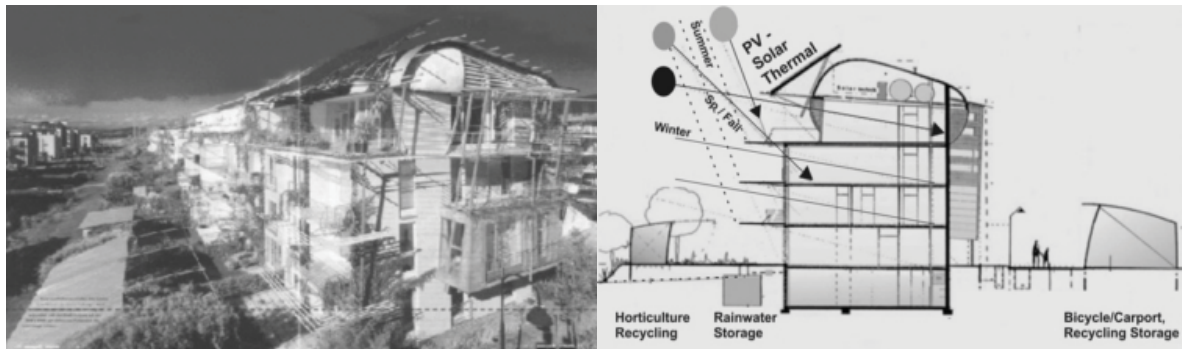 Summer
PV -
Solar
Thermal
Sp./ Fall
Winter
Horticulture
Recycling
Rainwater
Storage
Bicycle/Carport,
Recycling Storage